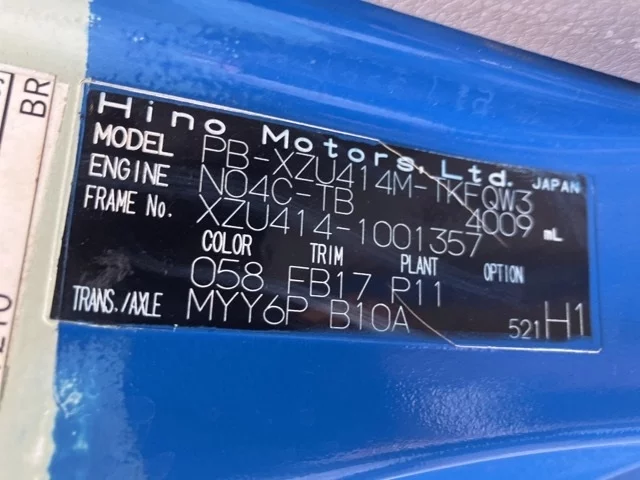 Hino Motors, Ltd. JAPAN
MODEL PB-XZU414M-TKFQW3
ENGINE N04C-TB 4009 mL
FRAME No. XZU414-1001357
COLOR TRIM PLANT OPTION
058 FB17 P11
TRANS./AXLE MYY6P B10A 521 H1
BR